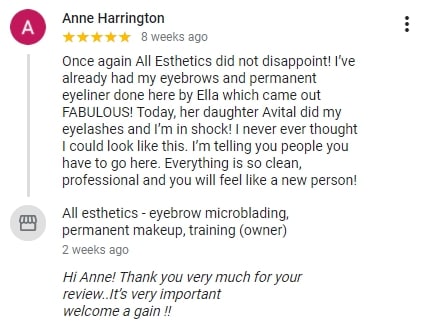 Anne Harrington
A
8 weeks ago
Once again All Esthetics did not disappoint! I've
already had my eyebrows and permanent
eyeliner done here by Ella which came out
FABULOUS! Today, her daughter Avital did my
eyelashes and I'm in shock! I never ever thought
I could look like this. I'm telling you people you
have to go here. Everything is so clean,
professional and you will feel like a new person!
All esthetics - eyebrow microblading,
permanent makeup, training (owner)
2 weeks ago
Hi Anne! Thank you very much for your
review..It's very important
welcome a gain !!